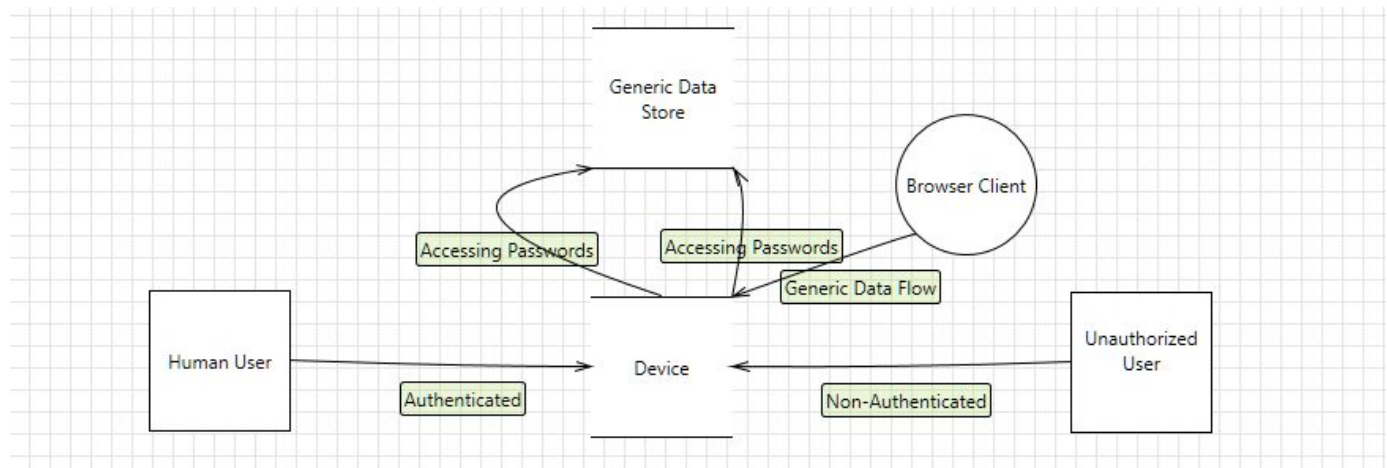 Generic Data
Store
Browser Client
Accessing Passwords
Accessing Passwords
Generic Data Flow
Human User
Device
Unauthorized
User
Authenticated
Non-Authenticated